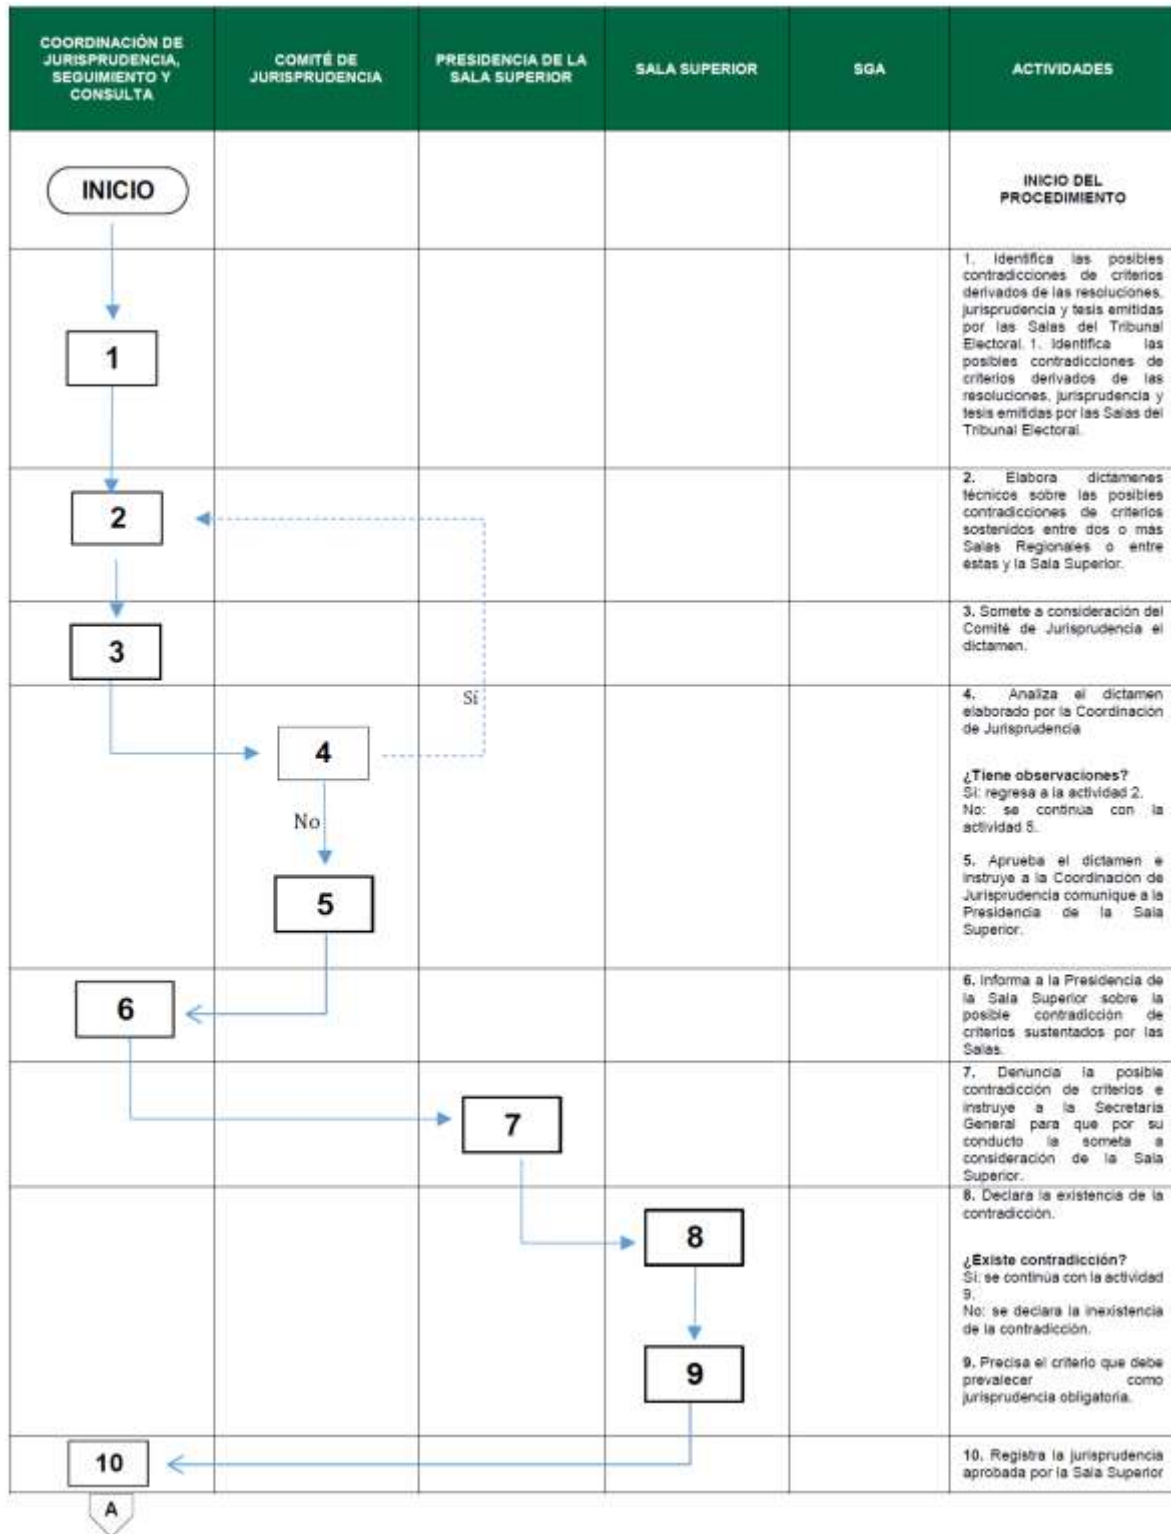 COORDINACIÓN DE
JURISPRUDENCIA,
SEGUIMIENTO Y
CONSULTA
COMITÉ DE
JURISPRUDENCIA
PRESIDENCIA DE LA
SALA SUPERIOR
SALA SUPERIOR
SGA
ACTIVIDADES
INICIO
INICIO DEL
PROCEDIMIENTO
1
1. Identifica las posibles
contradicciones de criterios
derivados de las resoluciones,
jurisprudencia y tesis emitidas
por las Salas del Tribunal
Electoral. 1. Identifica las
posibles contradicciones de
criterios derivados de las
resoluciones, jurisprudencia y
tesis emitidas por las Salas del
Tribunal Electoral.
2
2. Elabora dictámenes
técnicos sobre las posibles
contradicciones de criterios
sostenidos entre dos o más
Salas Regionales o entre
éstas y la Sala Superior.
3
3. Somete a consideración del
Comité de Jurisprudencia el
dictamen.
Sí
4
No
5
4. Analiza el dictamen
elaborado por la Coordinación
de Jurisprudencia
¿Tiene observaciones?
Sí: regresa a la actividad 2.
No: se continúa con la
actividad 5.
5. Aprueba el dictamen e
instruye a la Coordinación de
Jurisprudencia comunique a la
Presidencia de la Sala
Superior.
6
6. Informa a la Presidencia de
la Sala Superior sobre la
posible contradicción de
criterios sustentados por las
Salas.
7
7. Denuncia la posible
contradicción de criterios e
instruye a la Secretaría
General para que por su
conducto la someta a
consideración de la Sala
Superior.
8
9
8. Declara la existencia de la
contradicción.
¿Existe contradicción?
Sí: se continúa con la actividad
9.
No: se declara la inexistencia
de la contradicción.
9. Precisa el criterio que debe
prevalecer como
jurisprudencia obligatoria.
10
10. Registra la jurisprudencia
aprobada por la Sala Superior
A